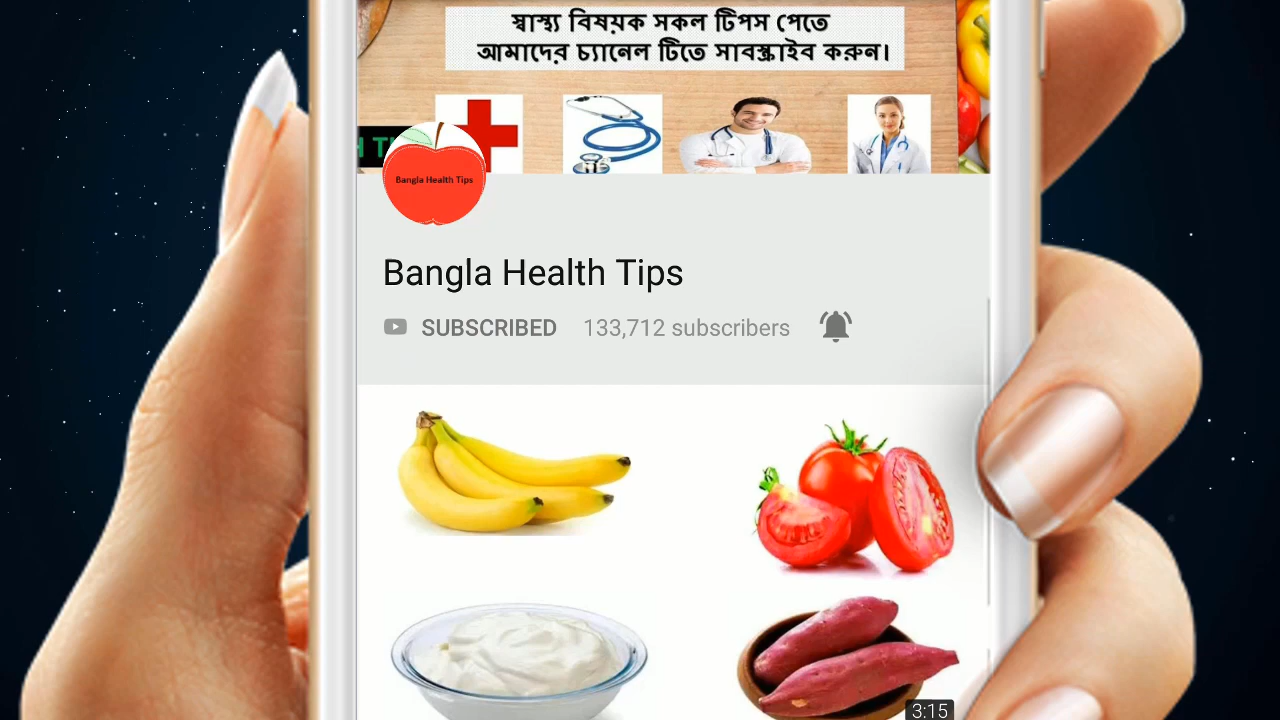 স্বাস্থ্য বিষয়ক সকল টিপস পেতে
আমাদের চ্যানেল টিতে সাবস্ক্রাইব করুন।
H T
Bangla Health Tips
Bangla Health Tips
SUBSCRIBED 133,712 subscribers
3:15